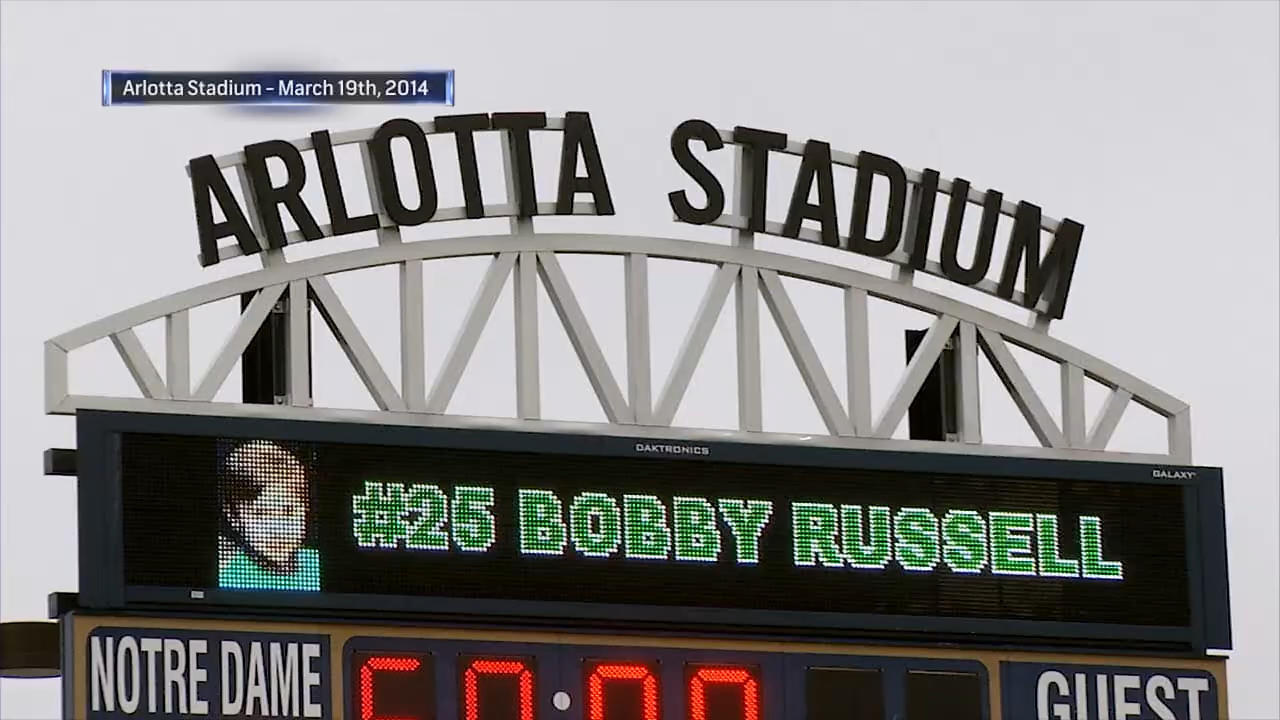 Arlotta Stadium - March 19th, 2014
ARLOTTA STADIUM
DAKTRONICS
GALAXY
#25 BOBBY RUSSELL
NOTRE DAME
GUEST